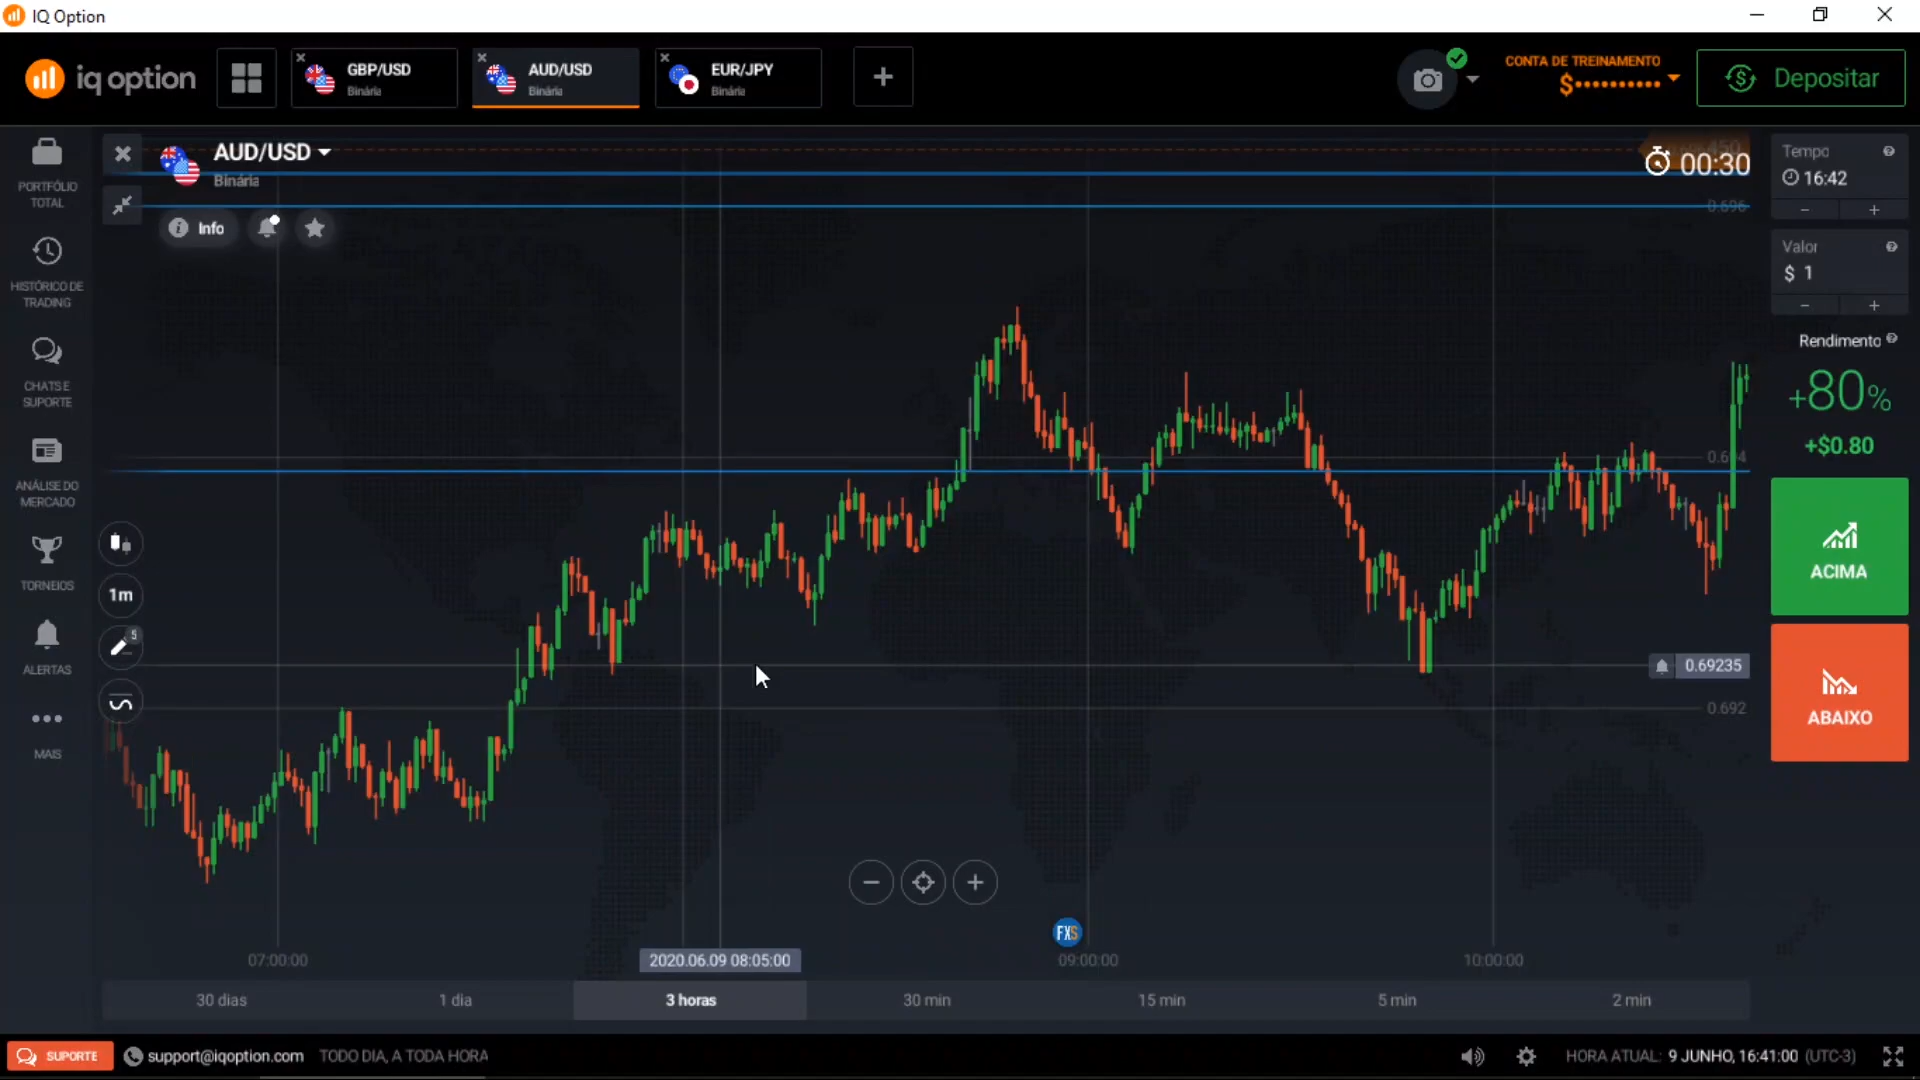 IQ Option
iq option
GBP/USD
Binária
AUD/USD
Binária
EUR/JPY
Binária
CONTA DE TREINAMENTO
$••••••••••
Depositar
PORTFÓLIO
TOTAL
HISTÓRICO DE
TRADING
CHATS E
SUPORTE
ANÁLISE DO
MERCADO
TORNEIOS
ALERTAS
MAIS
AUD/USD
Binária
Info
1m
5
00:30
0.696
0.694
0.69235
0.692
Tempo
16:42
Valor
$ 1
Rendimento
+80%
+$0.80
ACIMA
ABAIXO
FXS
07:00:00
2020.06.09 08:05:00
09:00:00
10:00:00
30 dias
1 dia
3 horas
30 min
15 min
5 min
2 min
SUPORTE
support@iqoption.com
TODO DIA, A TODA HORA
HORA ATUAL: 9 JUNHO, 16:41:00 (UTC-3)